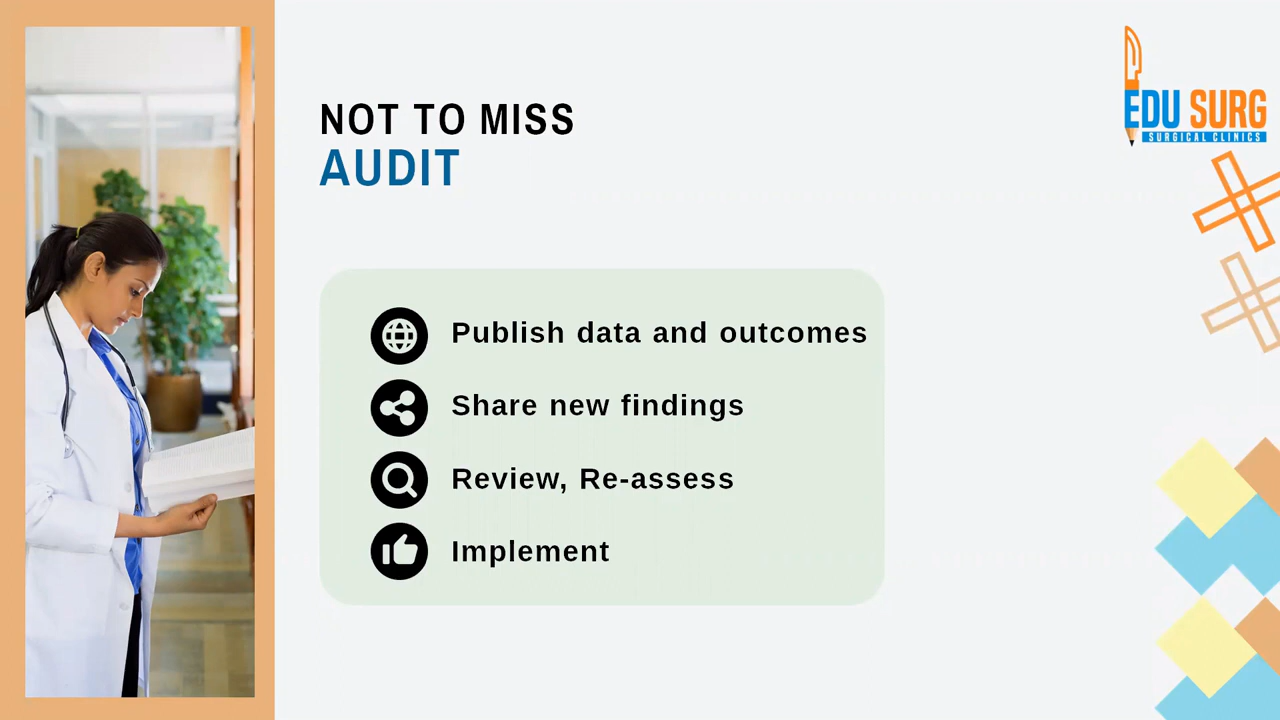 NOT TO MISS
AUDIT
EDU SURG
SURGICAL CLINICS
Publish data and outcomes
Share new findings
Review, Re-assess
Implement